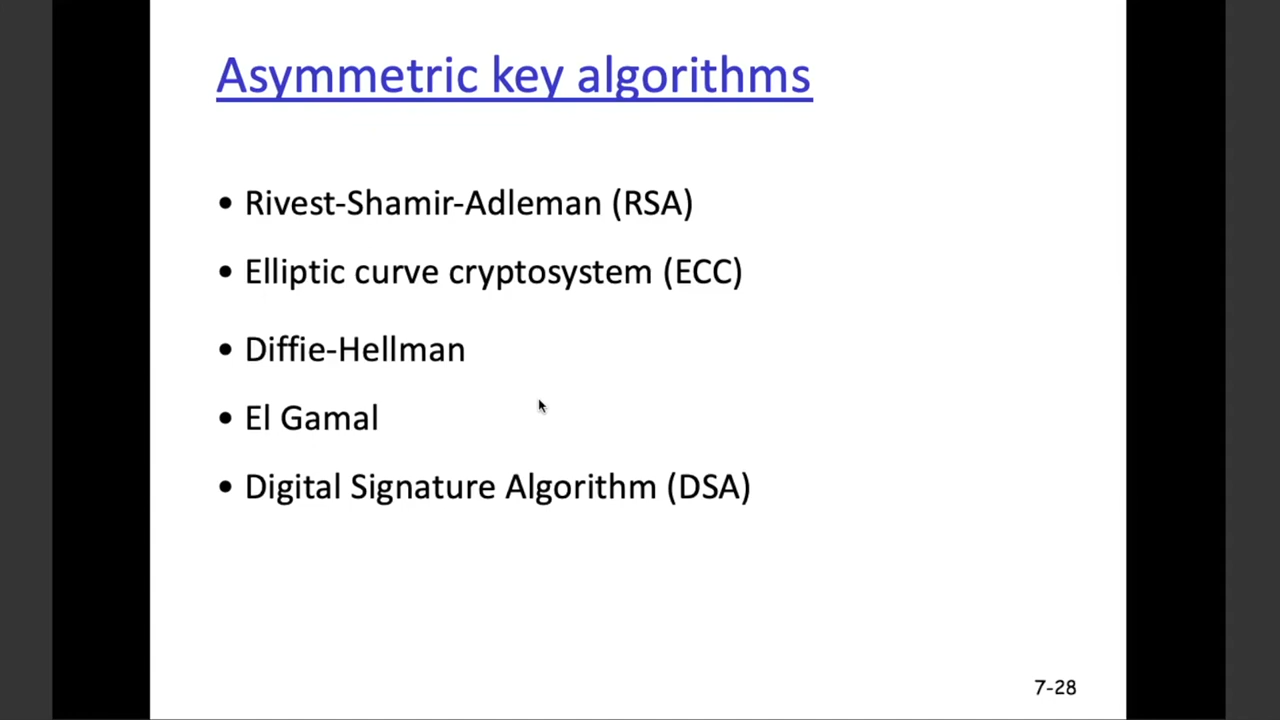 Asymmetric key algorithms
• Rivest-Shamir-Adleman (RSA)
• Elliptic curve cryptosystem (ECC)
• Diffie-Hellman
• El Gamal
• Digital Signature Algorithm (DSA)
7-28